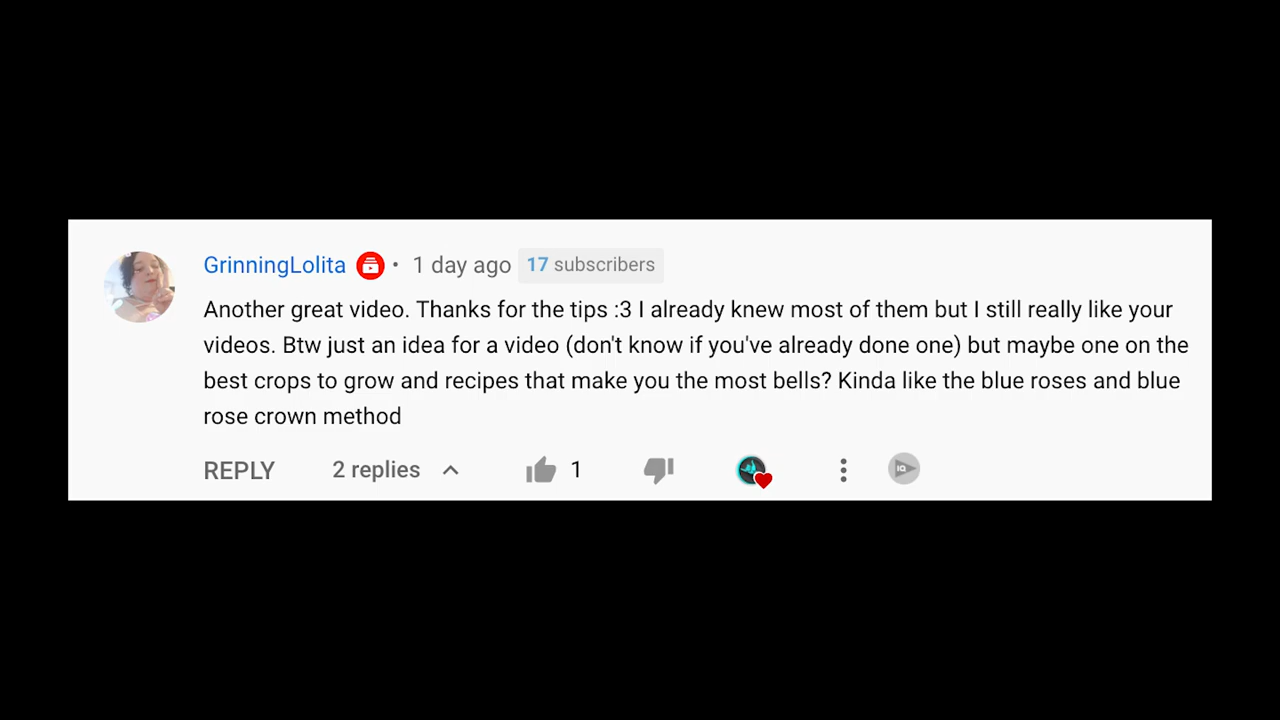 GrinningLolita • 1 day ago 17 subscribers
Another great video. Thanks for the tips :3 I already knew most of them but I still really like your
videos. Btw just an idea for a video (don't know if you've already done one) but maybe one on the
best crops to grow and recipes that make you the most bells? Kinda like the blue roses and blue
rose crown method
REPLY 2 replies 1 IQ